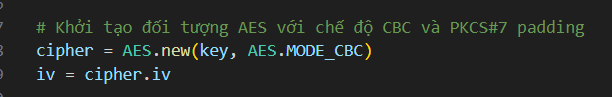 # Khởi tạo đối tượng AES với chế độ CBC và PKCS#7 padding
cipher = AES.new(key, AES.MODE_CBC)
iv = cipher.iv